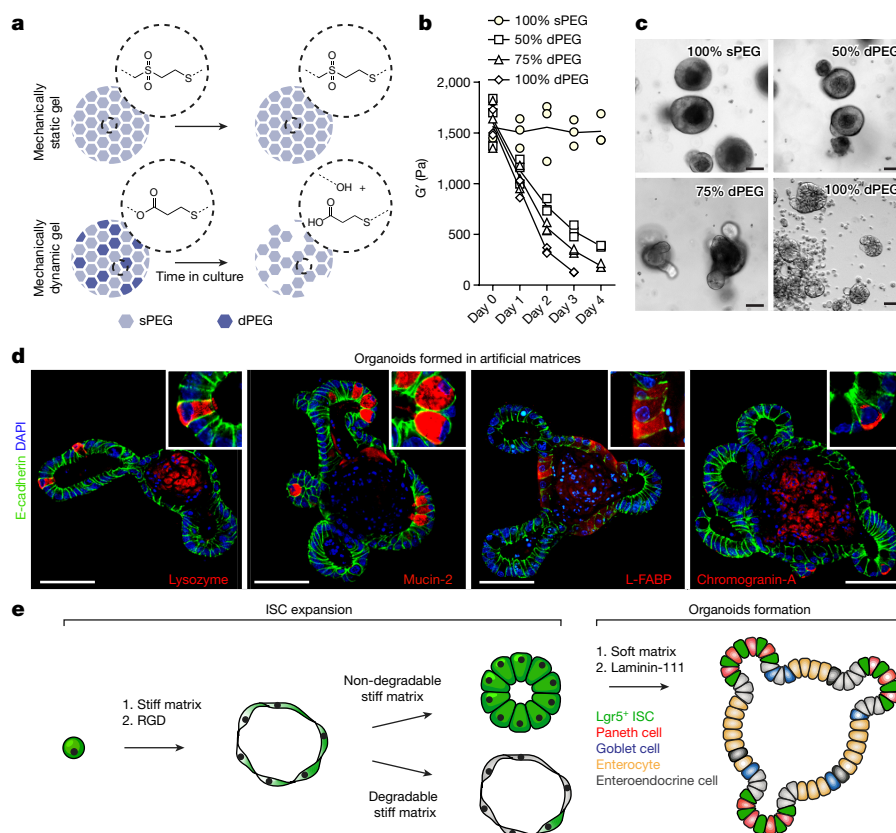 a
O O
S
S
O O
S
S
Mechanically
static gel
O
O
S
OH +
O
HO
S
Mechanically
dynamic gel
Time in culture
sPEG
dPEG
b
100% sPEG
50% dPEG
75% dPEG
100% dPEG
2,000
1,500
1,000
500
0
G′ (Pa)
Day 0
Day 1
Day 2
Day 3
Day 4
c
100% sPEG
50% dPEG
75% dPEG
100% dPEG
d
Organoids formed in artificial matrices
E-cadherin DAPI
Lysozyme
Mucin-2
L-FABP
Chromogranin-A
e
ISC expansion
Organoids formation
1. Stiff matrix
2. RGD
Non-degradable
stiff matrix
Degradable
stiff matrix
1. Soft matrix
2. Laminin-111
Lgr5⁺ ISC
Paneth cell
Goblet cell
Enterocyte
Enteroendocrine cell